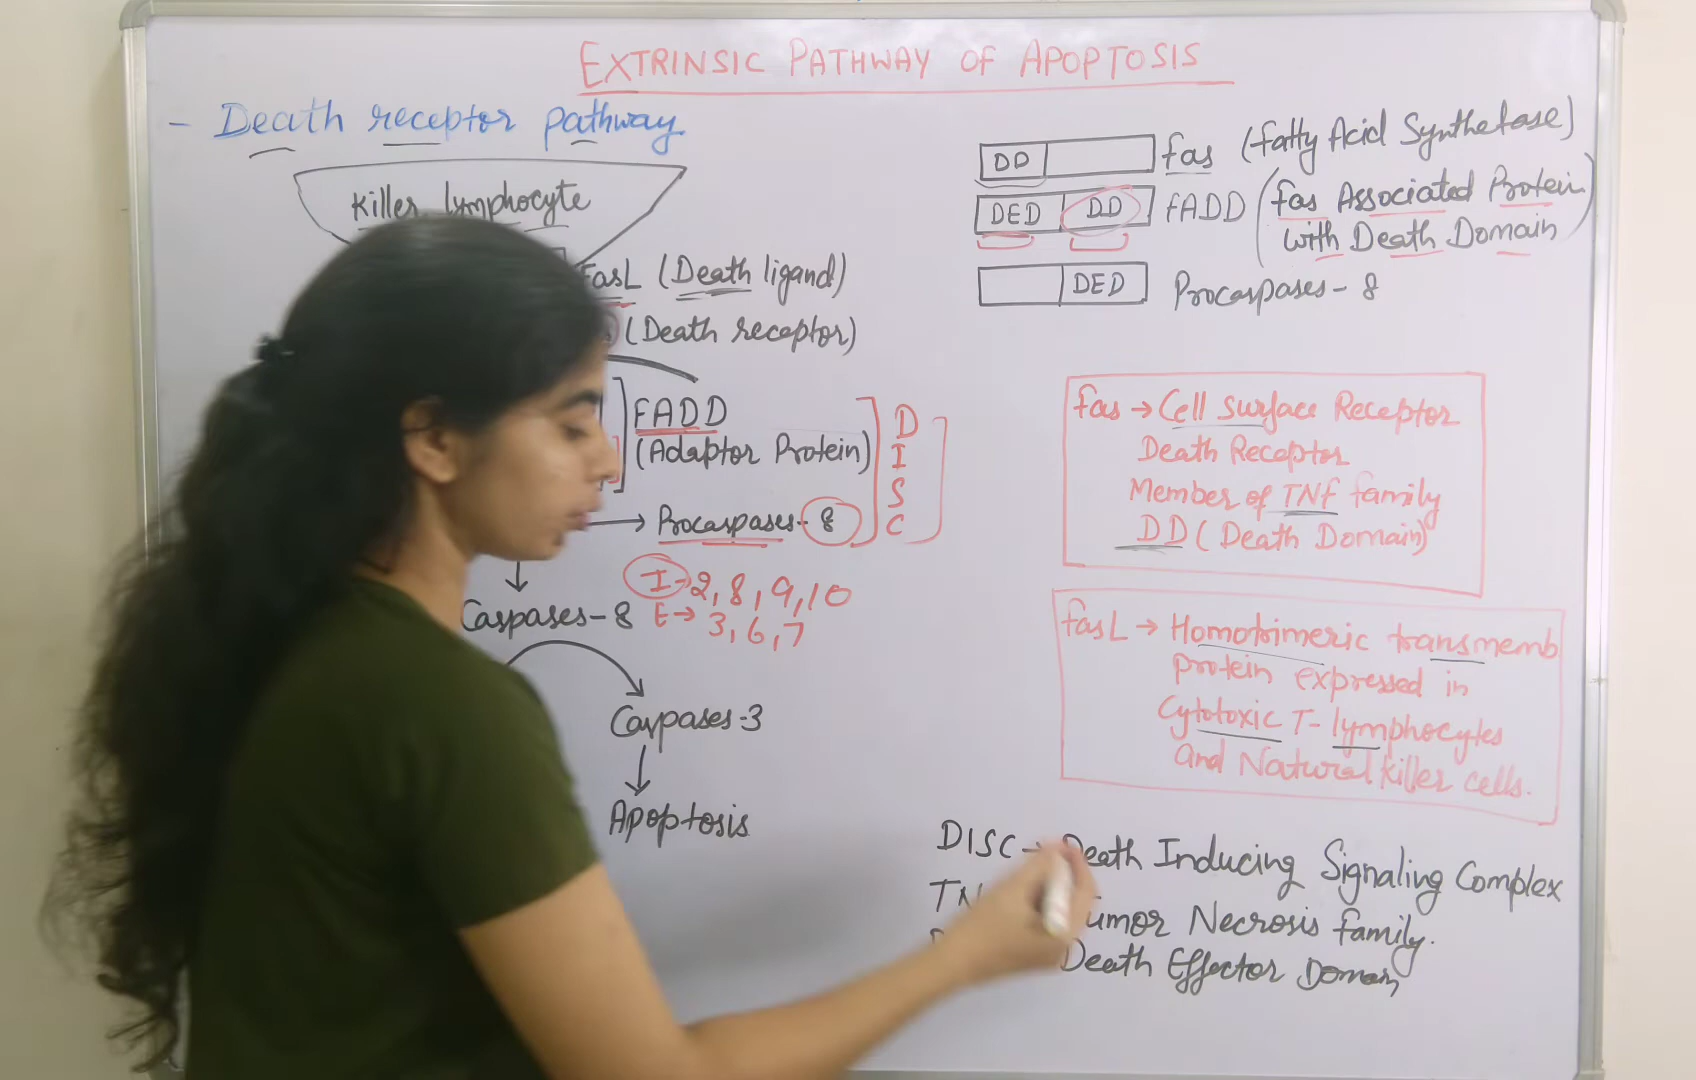 EXTRINSIC PATHWAY OF APOPTOSIS
- Death receptor pathway
Killer lymphocyte
FasL (Death ligand)
(Death receptor)
FADD
(Adaptor Protein)
DISC
Procaspases-8
I→2,8,9,10
Caspases-8
E→3,6,7
Caspases-3
Apoptosis
DD
fas (Fatty Acid Synthetase)
DED DD
FADD (Fas Associated Protein
with Death Domain)
DED
Procaspases-8
fas→Cell surface Receptor
Death Receptor
Member of TNF family
DD (Death Domain)
fasL→Homotrimeric transmemb
Protein expressed in
Cytotoxic T-lymphocytes
And Natural killer cells.
DISC→Death Inducing Signaling Complex
Necrosis family.
Death Effector Domain